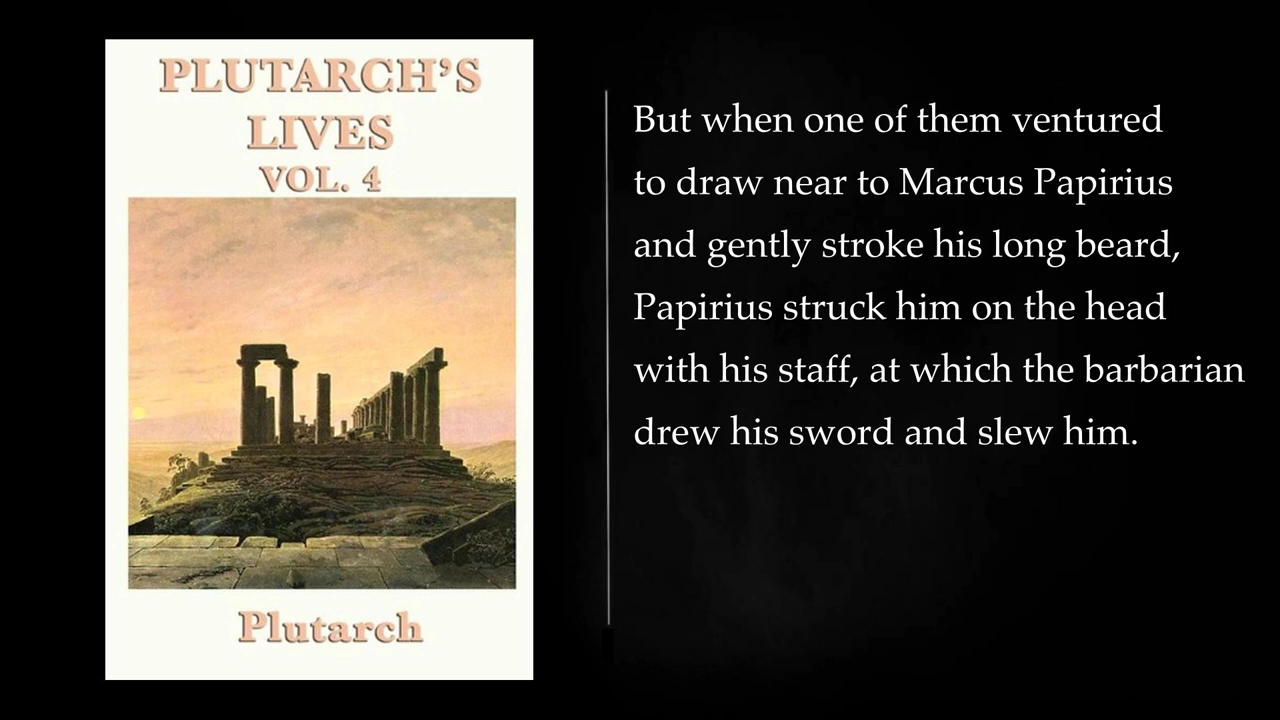 PLUTARCH'S
LIVES
VOL. 4
Plutarch
But when one of them ventured
to draw near to Marcus Papirius
and gently stroke his long beard,
Papirius struck him on the head
with his staff, at which the barbarian
drew his sword and slew him.